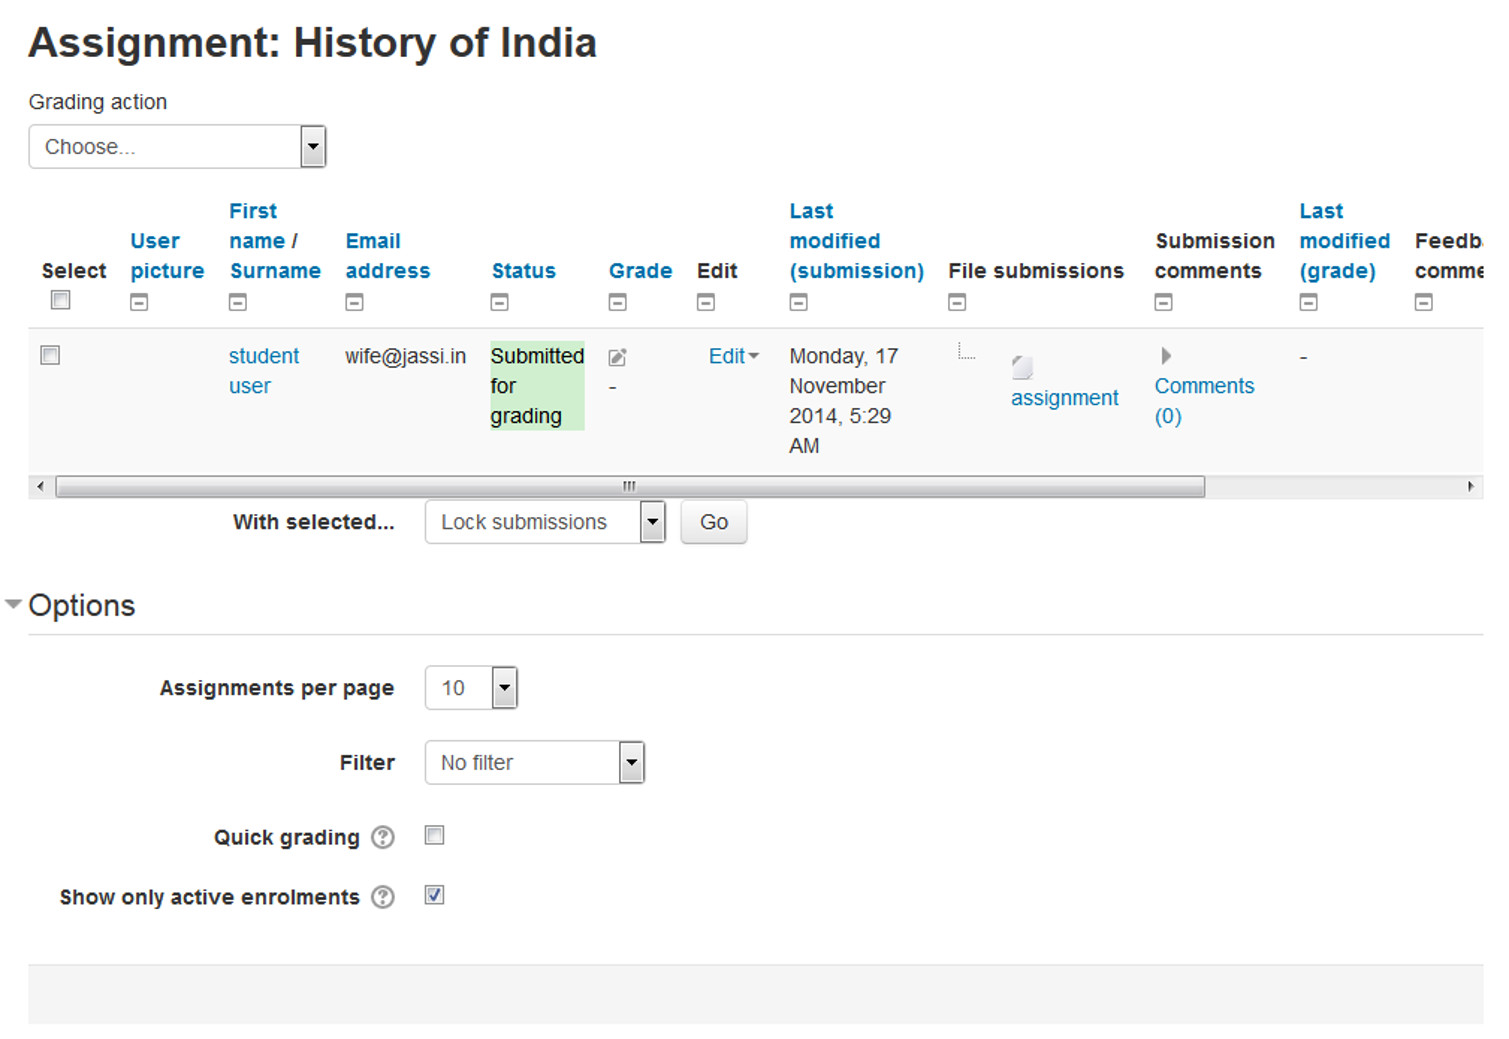 Assignment: History of India
Grading action
Choose...
First
Last
Last
User
name /
Email
modified
Submission
modified
Feedba
Select
picture
Surname
address
Status
Grade
Edit
(submission)
File submissions
comments
(grade)
comme
student
wife@jassi.in
Submitted
Edit
Monday, 17
-
user
for
-
November
Comments
grading
2014, 5:29
assignment
(0)
AM
With selected...
Lock submissions
Go
Options
Assignments per page
10
Filter
No filter
Quick grading
?
Show only active enrolments
?